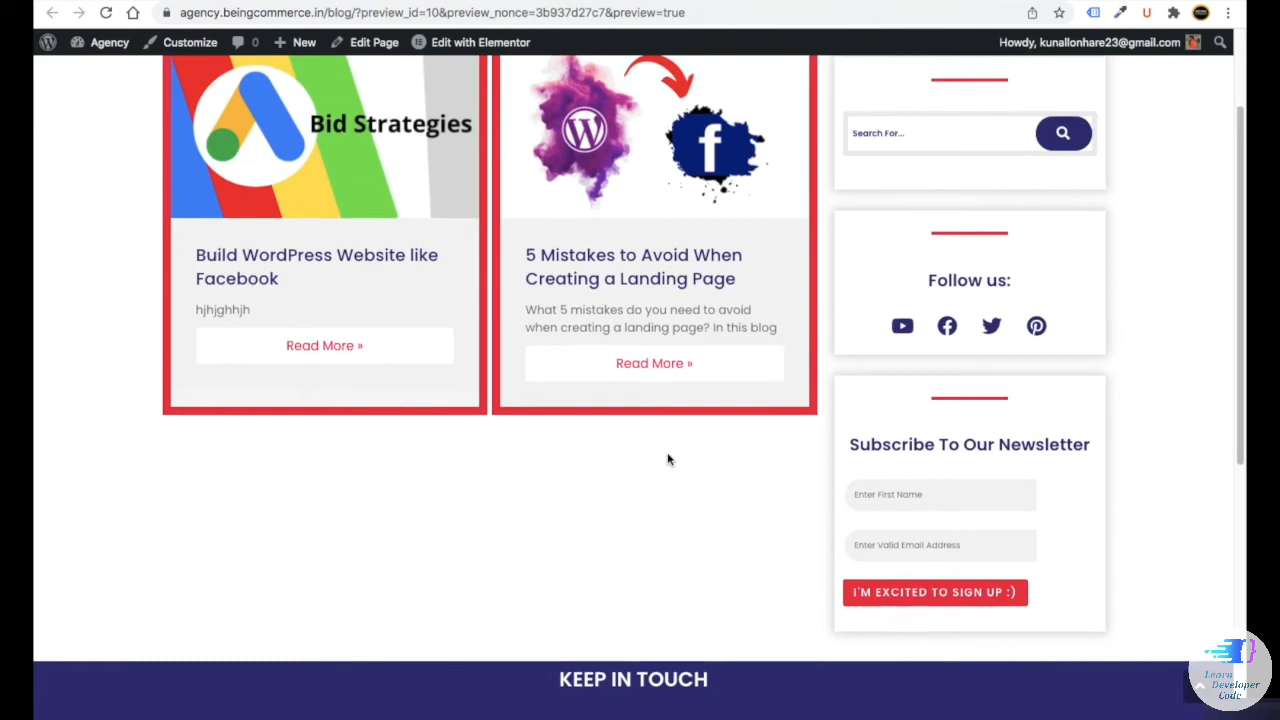 agency.beingcommerce.in/blog/?preview_id=10&preview_nonce=3b937d27c7&preview=true
Agency Customize 0 New Edit Page Edit with Elementor Howdy, kunallonhare23@gmail.com
Bid Strategies
Build WordPress Website like
Facebook
hjhjghhjh
Read More »
5 Mistakes to Avoid When
Creating a Landing Page
What 5 mistakes do you need to avoid
when creating a landing page? In this blog
Read More »
Search For...
Follow us:
Subscribe To Our Newsletter
Enter First Name
Enter Valid Email Address
I'M EXCITED TO SIGN UP :)
KEEP IN TOUCH
Learn
Developer
Code